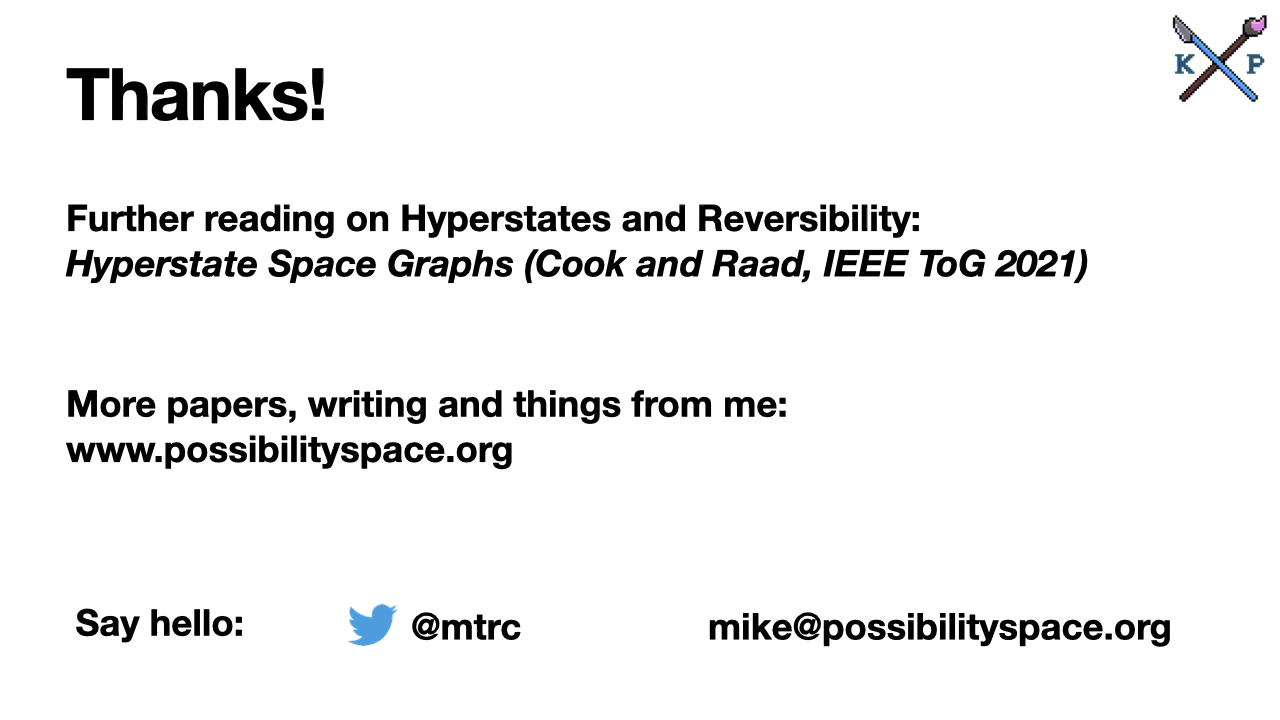 K P
Thanks!
Further reading on Hyperstates and Reversibility:
Hyperstate Space Graphs (Cook and Raad, IEEE ToG 2021)
More papers, writing and things from me:
www.possibilityspace.org
Say hello: @mtrc mike@possibilityspace.org